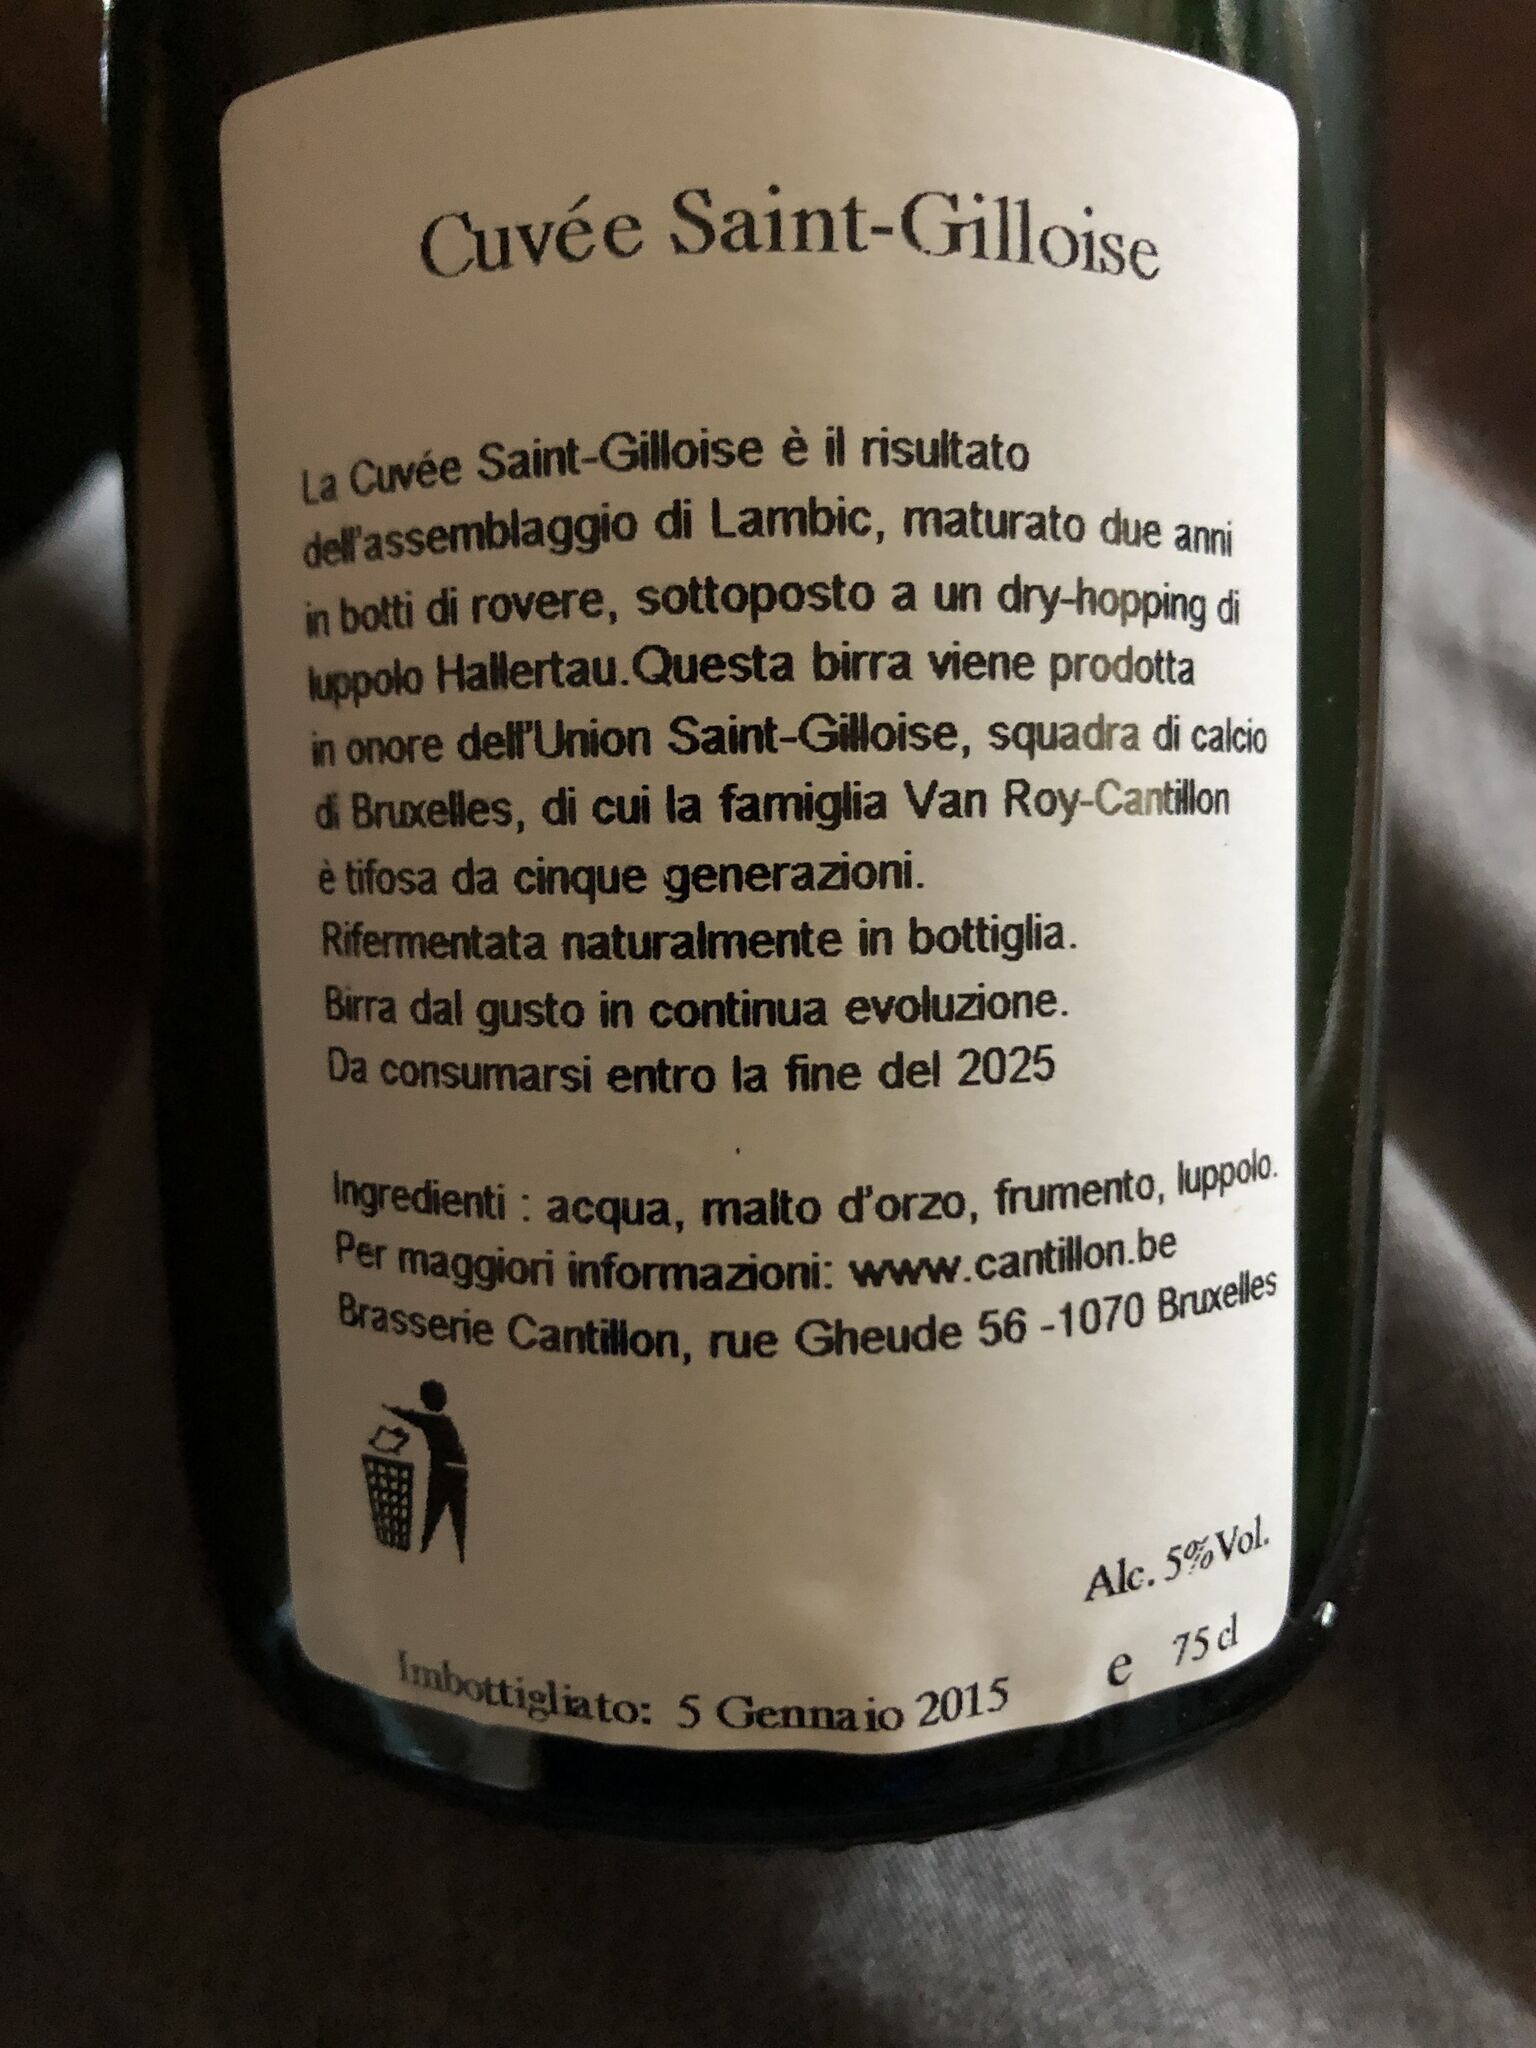 Cuvée Saint-Gilloise
La Cuvée Saint-Gilloise è il risultato
dell'assemblaggio di Lambic, maturato due anni
in botti di rovere, sottoposto a un dry-hopping di
luppolo Hallertau.Questa birra viene prodotta
in onore dell'Union Saint-Gilloise, squadra di calcio
di Bruxelles, di cui la famiglia Van Roy-Cantillon
è tifosa da cinque generazioni.
Rifermentata naturalmente in bottiglia.
Birra dal gusto in continua evoluzione.
Da consumarsi entro la fine del 2025
Ingredienti : acqua, malto d'orzo, frumento, luppolo.
Per maggiori informazioni: www.cantillon.be
Brasserie Cantillon, rue Gheude 56 -1070 Bruxelles
Alc. 5%Vol.
e 75 cl
Imbottigliato: 5 Gennaio 2015